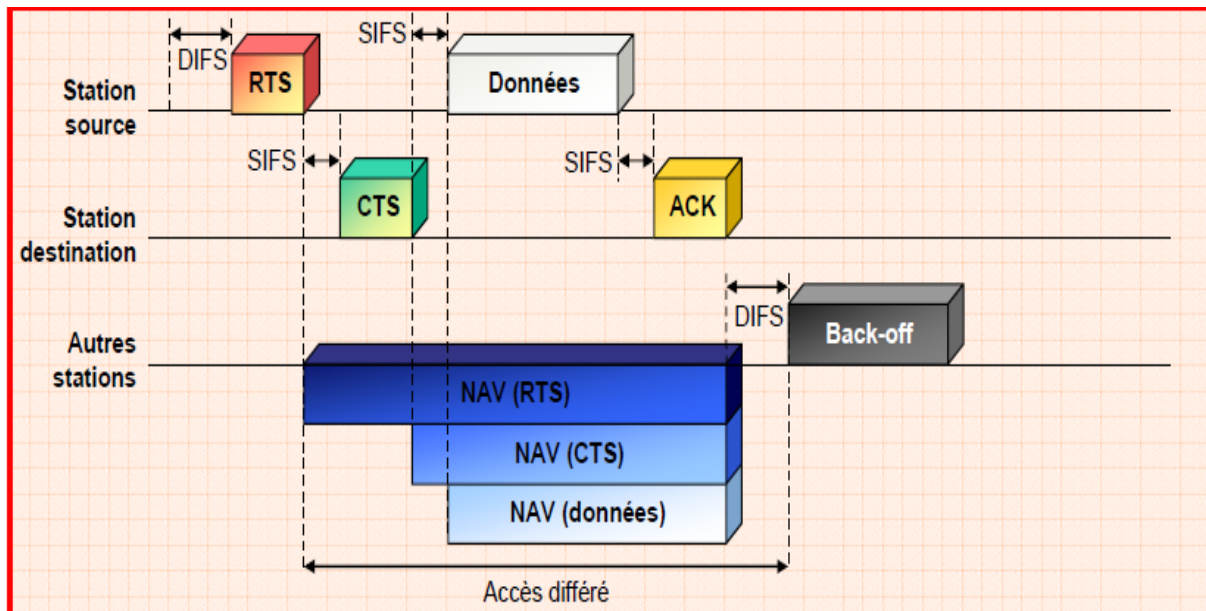 SIFS
DIFS
RTS
Données
Station
source
SIFS
SIFS
CTS
ACK
Station
destination
DIFS
Back-off
Autres
stations
NAV (RTS)
NAV (CTS)
NAV (données)
Accès différé